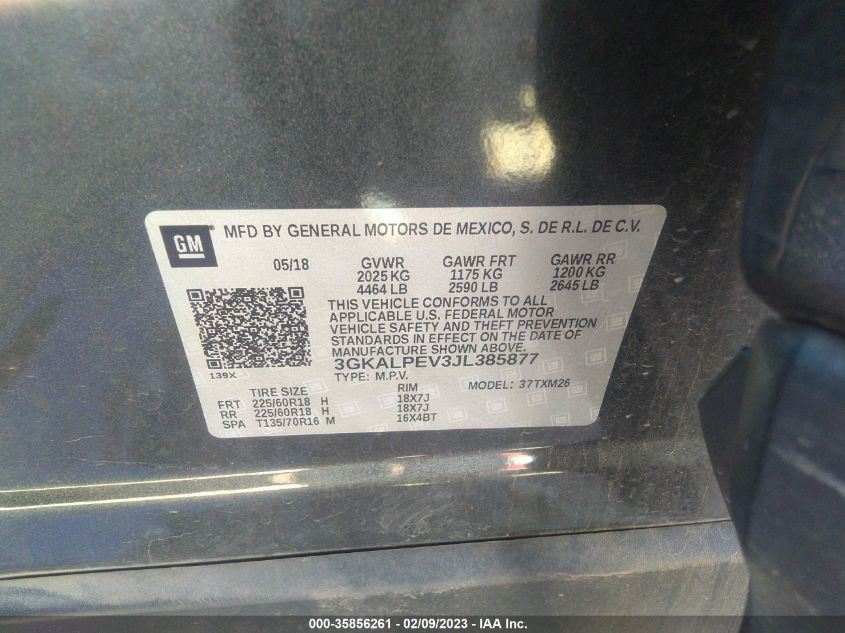 GM
MFD BY GENERAL MOTORS DE MEXICO, S. DE R.L. DE C.V.
05/18 GVWR GAWR FRT GAWR RR
2025 KG 1175 KG 1200 KG
4464 LB 2590 LB 2645 LB
THIS VEHICLE CONFORMS TO ALL
APPLICABLE U.S. FEDERAL MOTOR
VEHICLE SAFETY AND THEFT PREVENTION
STANDARDS IN EFFECT ON THE DATE OF
MANUFACTURE SHOWN ABOVE.
139X 3GKALPEV3JL385877
TYPE: M.P.V. MODEL: 37TXM26
TIRE SIZE RIM
FRT 225/60R18 H 18X7J
RR 225/60R18 H 18X7J
SPA T135/70R16 M 16X4BT
000-35856261 - 02/09/2023 - IAA Inc.